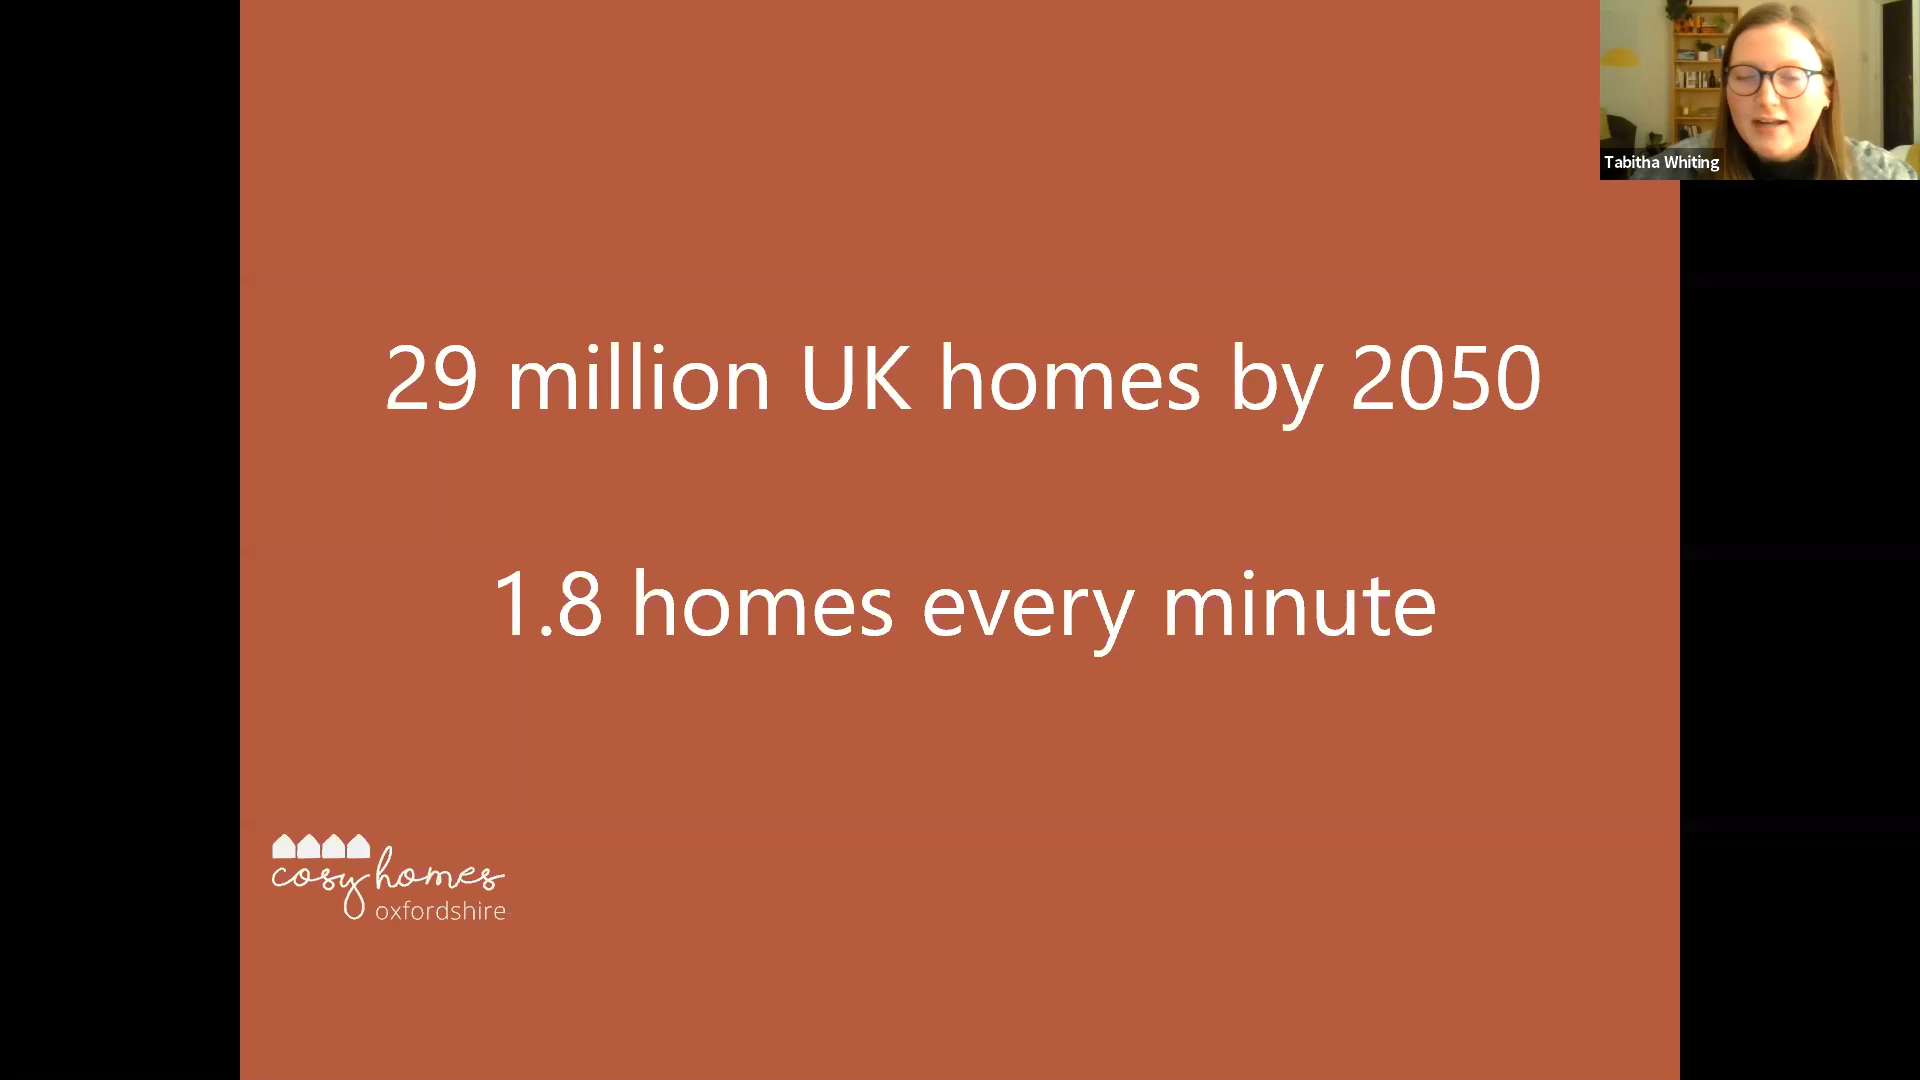 Tabitha Whiting
29 million UK homes by 2050
1.8 homes every minute
cosy homes
oxfordshire